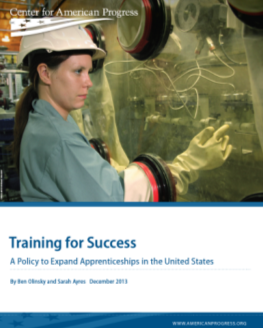 Center for American Progress
Training for Success
A Policy to Expand Apprenticeships in the United States
By Ben Olinsky and Sarah Ayres December 2013
WWW.AMERICANPROGRESS.ORG